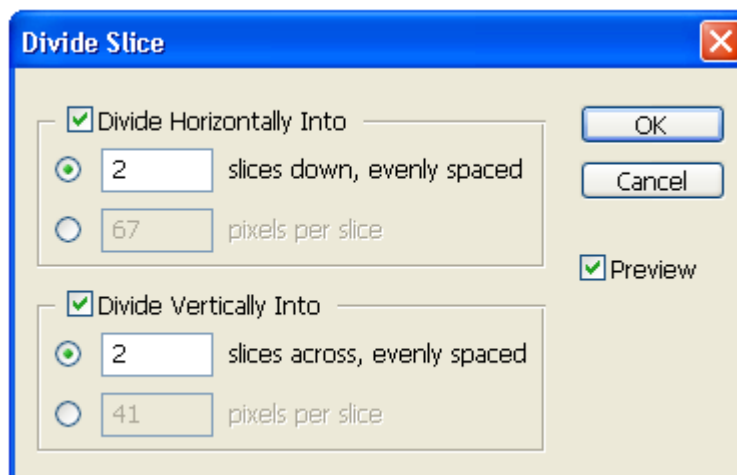 Divide Slice
Divide Horizontally Into
2 slices down, evenly spaced
67 pixels per slice
Divide Vertically Into
2 slices across, evenly spaced
41 pixels per slice
OK
Cancel
Preview